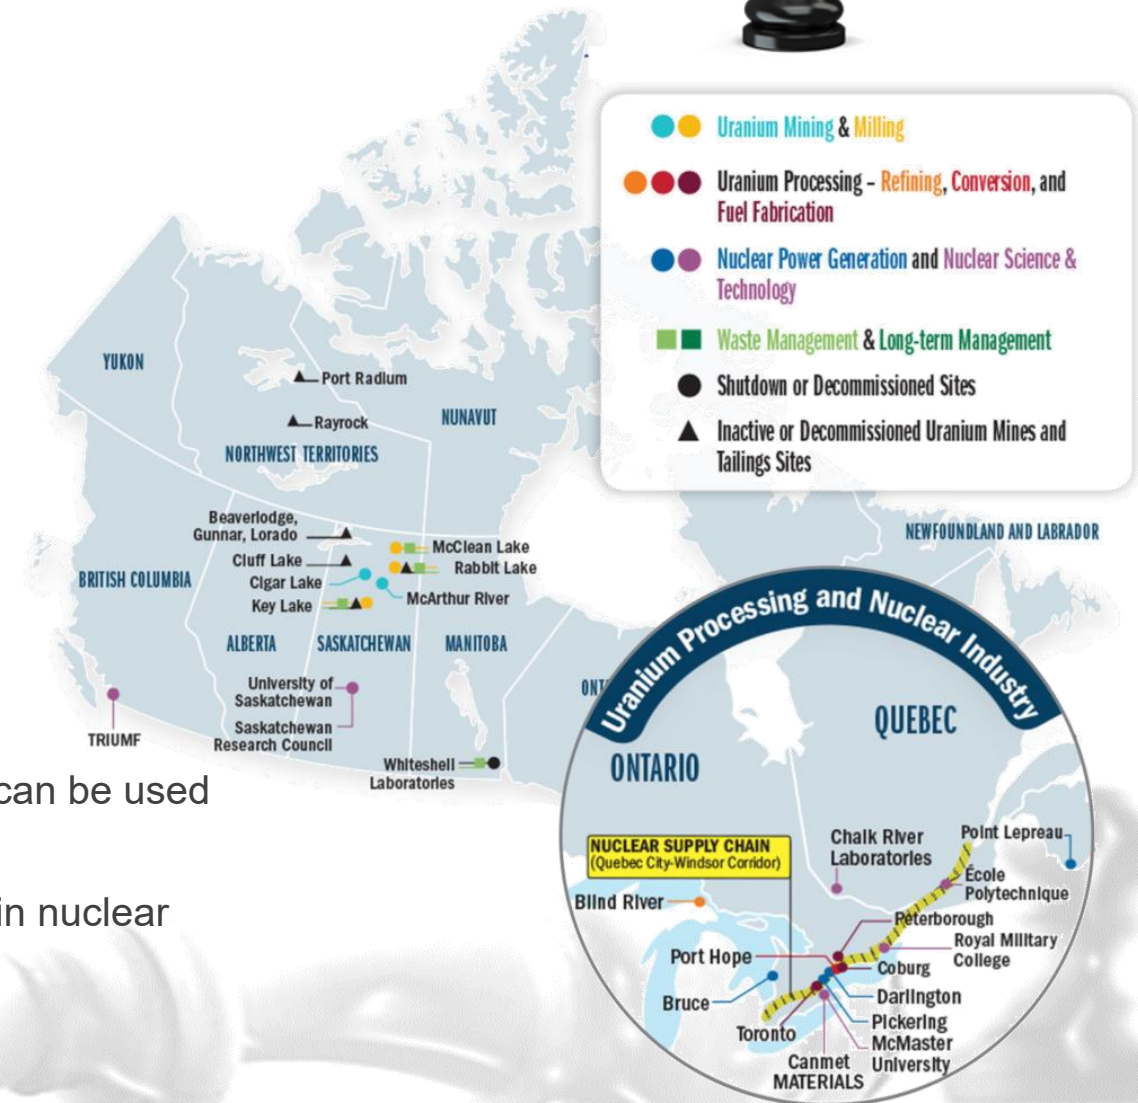 Uranium Mining & Milling
Uranium Processing – Refining, Conversion, and
Fuel Fabrication
Nuclear Power Generation and Nuclear Science &
Technology
Waste Management & Long-term Management
Shutdown or Decommissioned Sites
Inactive or Decommissioned Uranium Mines and
Tailings Sites
YUKON
Port Radium
Rayrock
NUNAVUT
NORTHWEST TERRITORIES
Beaverlodge,
Gunnar, Lorado
McClean Lake
Cluff Lake
Rabbit Lake
BRITISH COLUMBIA
Cigar Lake
McArthur River
Key Lake
ALBERTA
SASKATCHEWAN
MANITOBA
NEWFOUNDLAND AND LABRADOR
University of
Saskatchewan
Saskatchewan
Research Council
TRIUMF
Whiteshell
Laboratories
ONT
Uranium Processing and Nuclear Industry
QUEBEC
ONTARIO
NUCLEAR SUPPLY CHAIN
(Quebec City-Windsor Corridor)
Chalk River
Laboratories
Point Lepreau
École
Polytechnique
Blind River
Peterborough
Royal Military
College
Port Hope
Coburg
Bruce
Darlington
Pickering
Toronto
McMaster
University
Canmet
MATERIALS
can be used
in nuclear